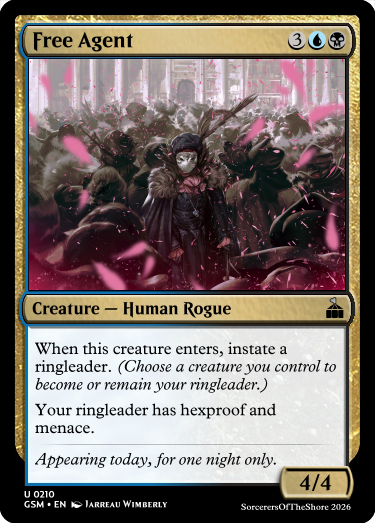 Free Agent 3
Creature — Human Rogue
When this creature enters, instate a
ringleader. (Choose a creature you control to
become or remain your ringleader.)
Your ringleader has hexproof and
menace.
Appearing today, for one night only.
4/4
U 0210
GSM • EN Jarreau Wimberly
SorcerersOfTheShore 2026